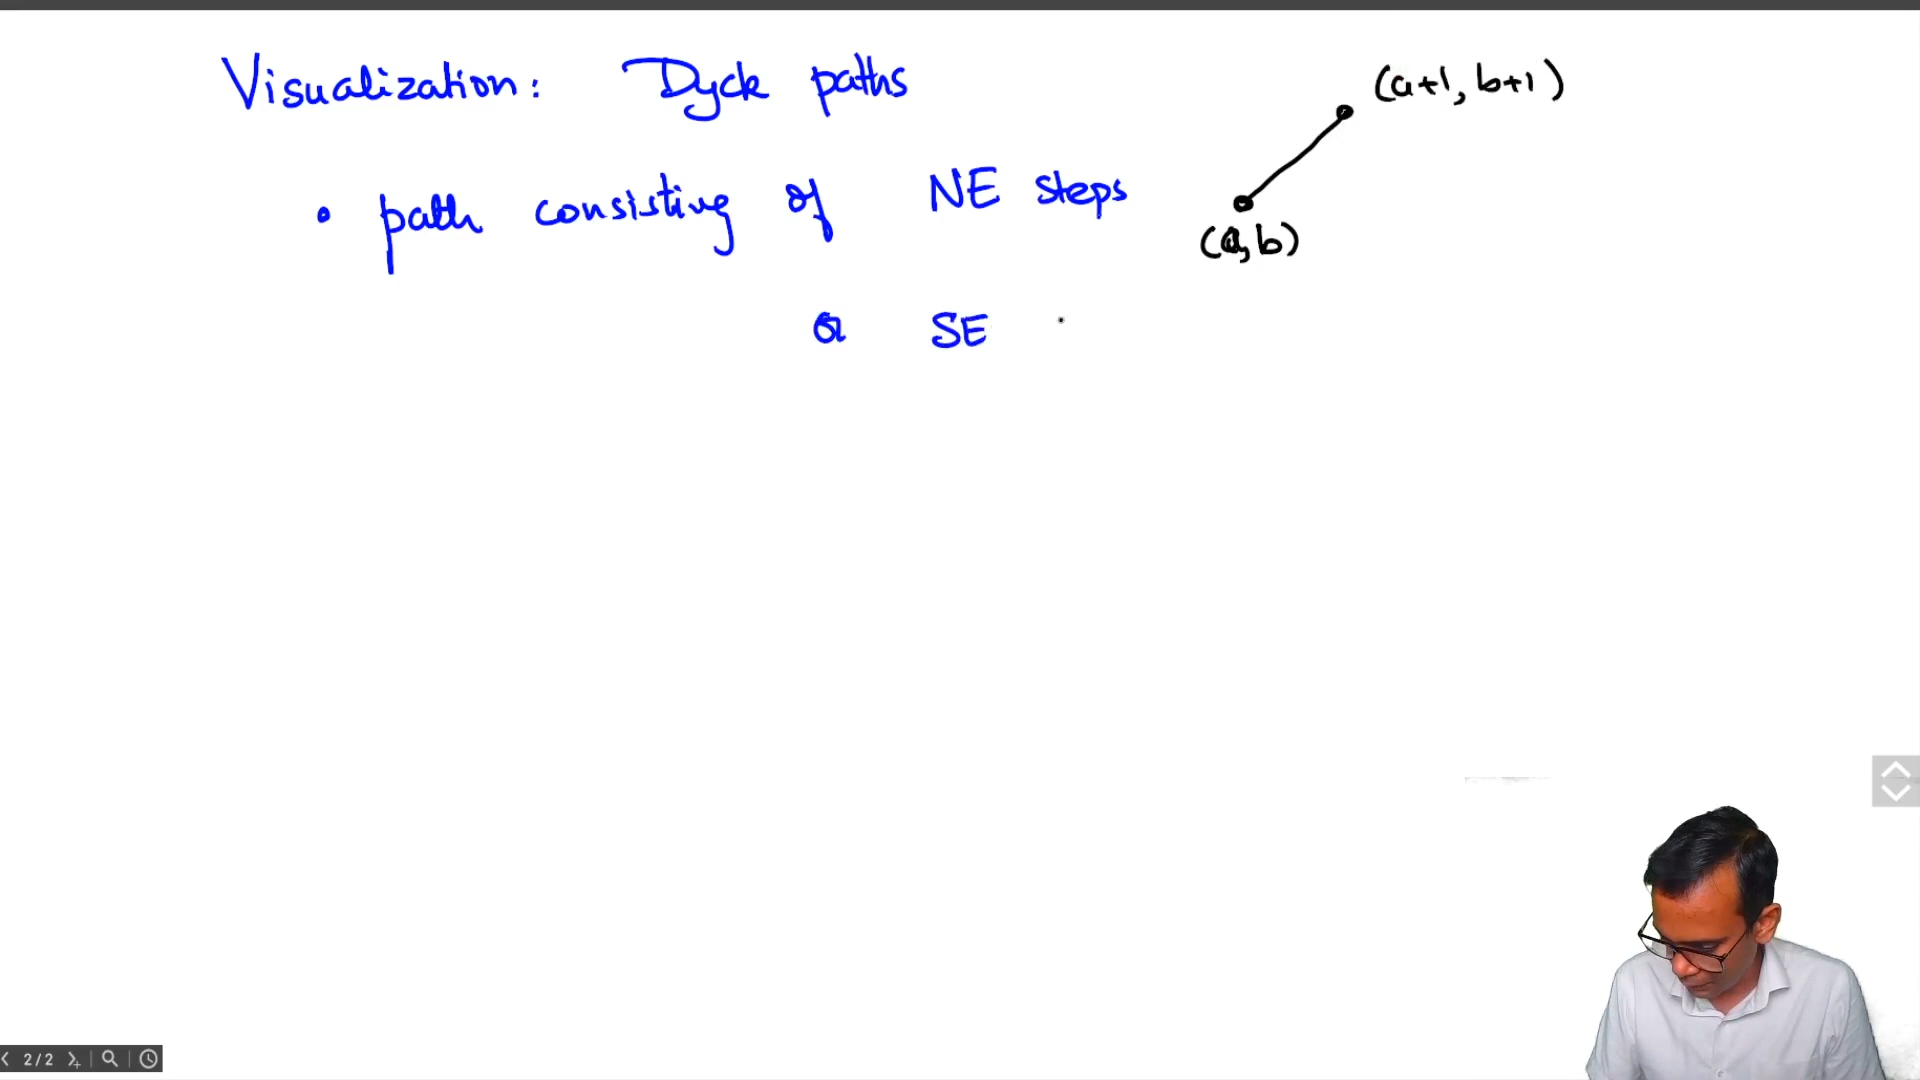 Visualization: Dyck paths
(a+1, b+1)
• path consisting of NE steps
(a,b)
& SE
2/2